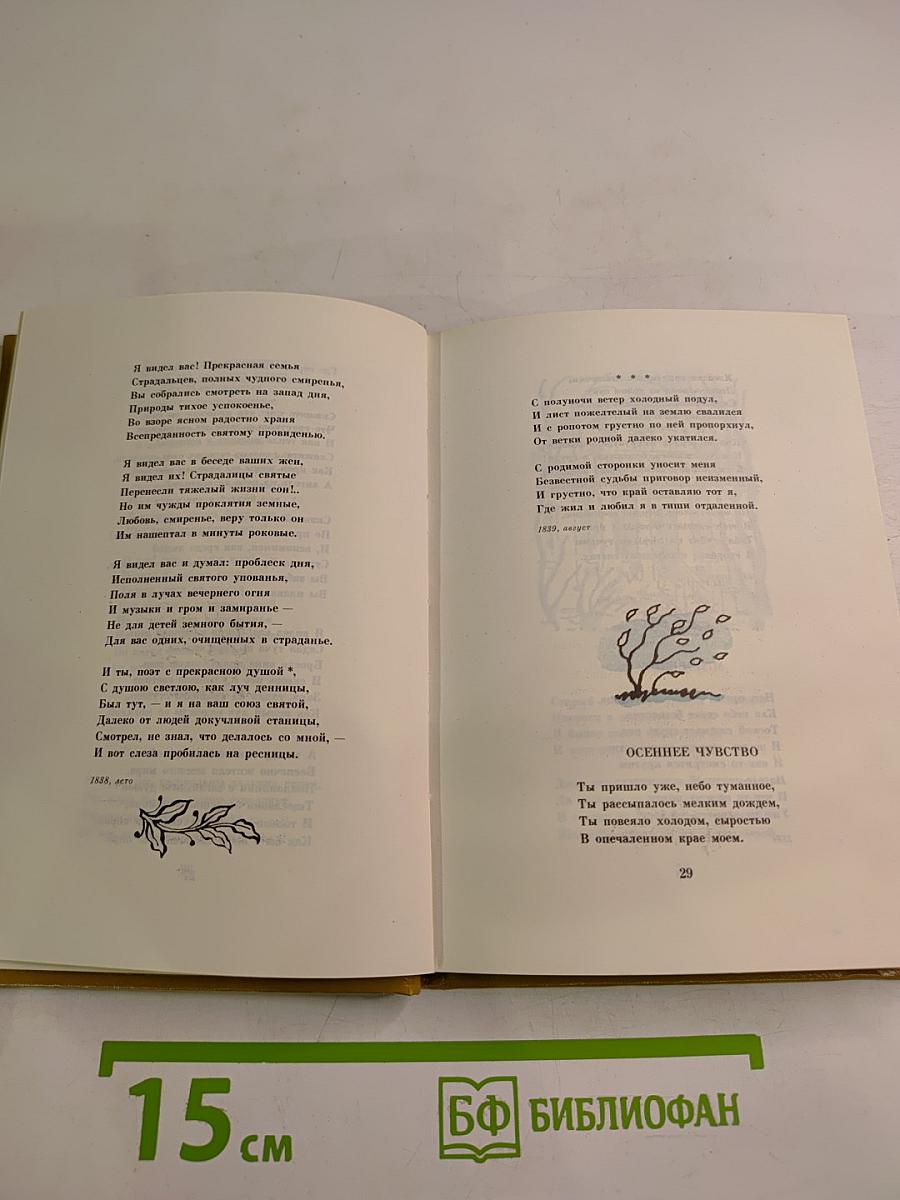 Я видел вас! Прекрасная семья
Страдальцев, полных чудного смиренья,
Вы собрались смотреть на запад дня,
Природы тихое успокоенье,
Во взоре ясном радостно храня
Всепреданность святому провиденью.
Я видел вас в беседе ваших жен,
Я видел их! Страдалицы святые
Перенесли тяжелый жизни сон!..
Но им чужды проклятия земные,
Любовь, смиренье, веру только он
Им нашептал в минуты роковые.
Я видел вас и думал: проблеск дня,
Исполненный святого упованья,
Поля в лучах вечернего огня
И музыки и гром и замиранье —
Не для детей земного бытия, —
Для вас одних, очищенных в страданье.
И ты, поэт с прекрасною душой *,
С душою светлою, как луч денницы,
Был тут, — и я на ваш союз святой,
Далеко от людей докучливой станицы,
Смотрел, не знал, что делалось со мной, —
И вот слеза пробилась на ресницы.
1838, лето
* * *
С полуночи ветер холодный подул,
И лист пожелтелый на землю свалился
И с ропотом грустно по ней пропорхнул,
От ветки родной далеко укатился.
С родимой сторонки уносит меня
Безвестной судьбы приговор неизменный,
И грустно, что край оставляю тот я,
Где жил и любил я в тиши отдаленной.
1839, август
ОСЕННЕЕ ЧУВСТВО
Ты пришло уже, небо туманное,
Ты рассыпалось мелким дождем,
Ты повеяло холодом, сыростью
В опечаленном крае моем.
29
15 см
БФ БИБЛИОФАН